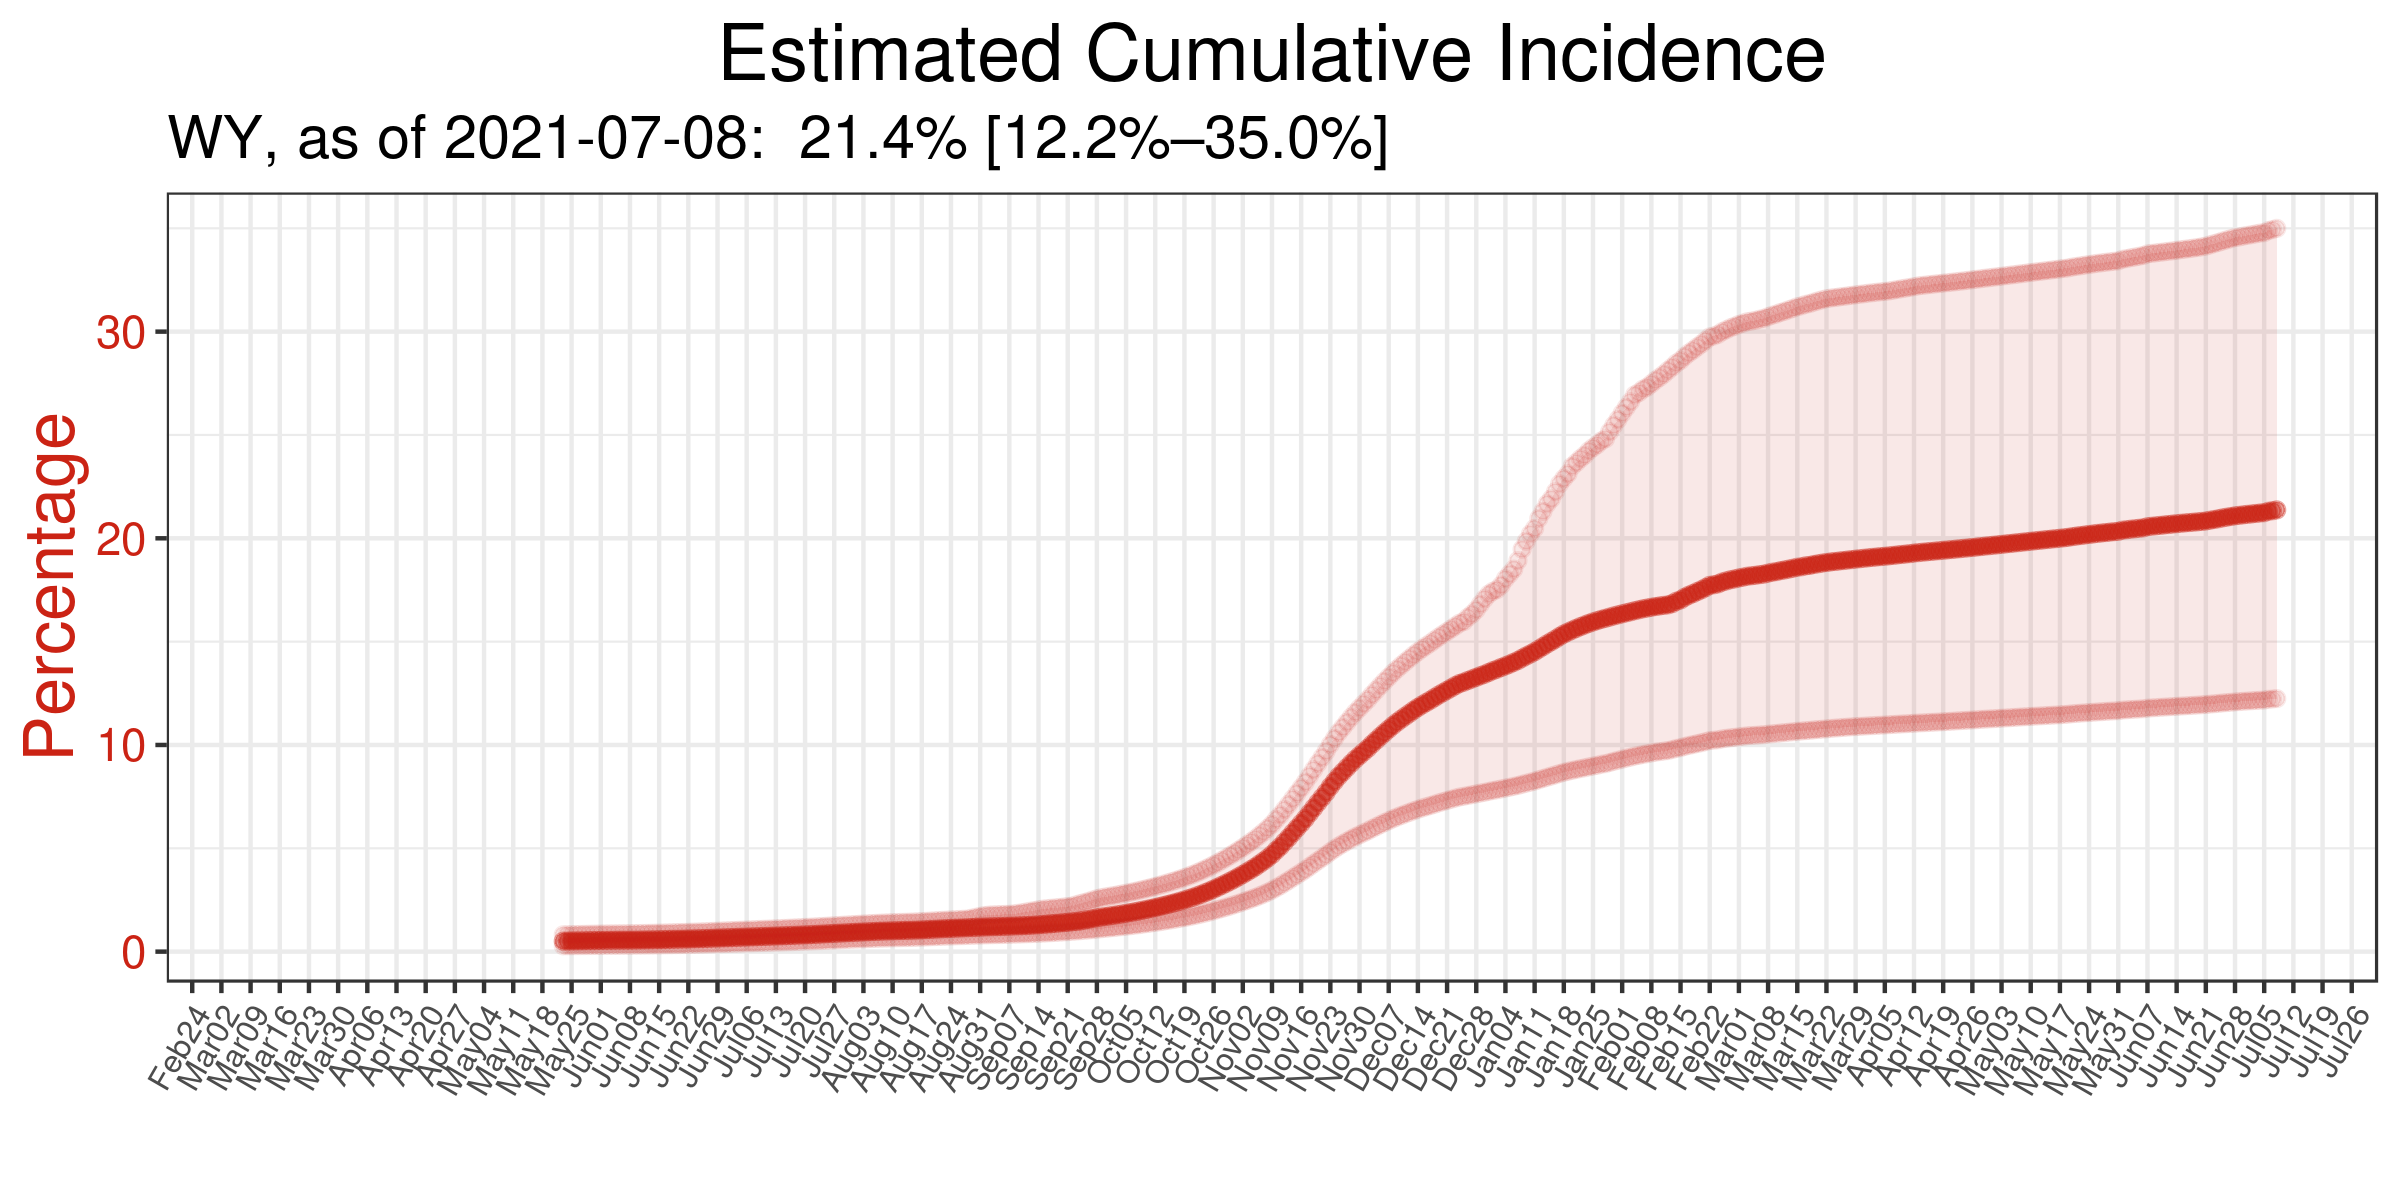 Estimated Cumulative Incidence
WY, as of 2021-07-08:  21.4% [12.2%–35.0%]
Percentage
30
20
10
0
Feb24
Mar02
Mar09
Mar16
Mar23
Mar30
Apr06
Apr13
Apr20
Apr27
May04
May11
May18
May25
Jun01
Jun08
Jun15
Jun22
Jun29
Jul06
Jul13
Jul20
Jul27
Aug03
Aug10
Aug17
Aug24
Aug31
Sep07
Sep14
Sep21
Sep28
Oct05
Oct12
Oct19
Oct26
Nov02
Nov09
Nov16
Nov23
Nov30
Dec07
Dec14
Dec21
Dec28
Jan04
Jan11
Jan18
Jan25
Feb01
Feb08
Feb15
Feb22
Mar01
Mar08
Mar15
Mar22
Mar29
Apr05
Apr12
Apr19
Apr26
May03
May10
May17
May24
May31
Jun07
Jun14
Jun21
Jun28
Jul05
Jul12
Jul19
Jul26